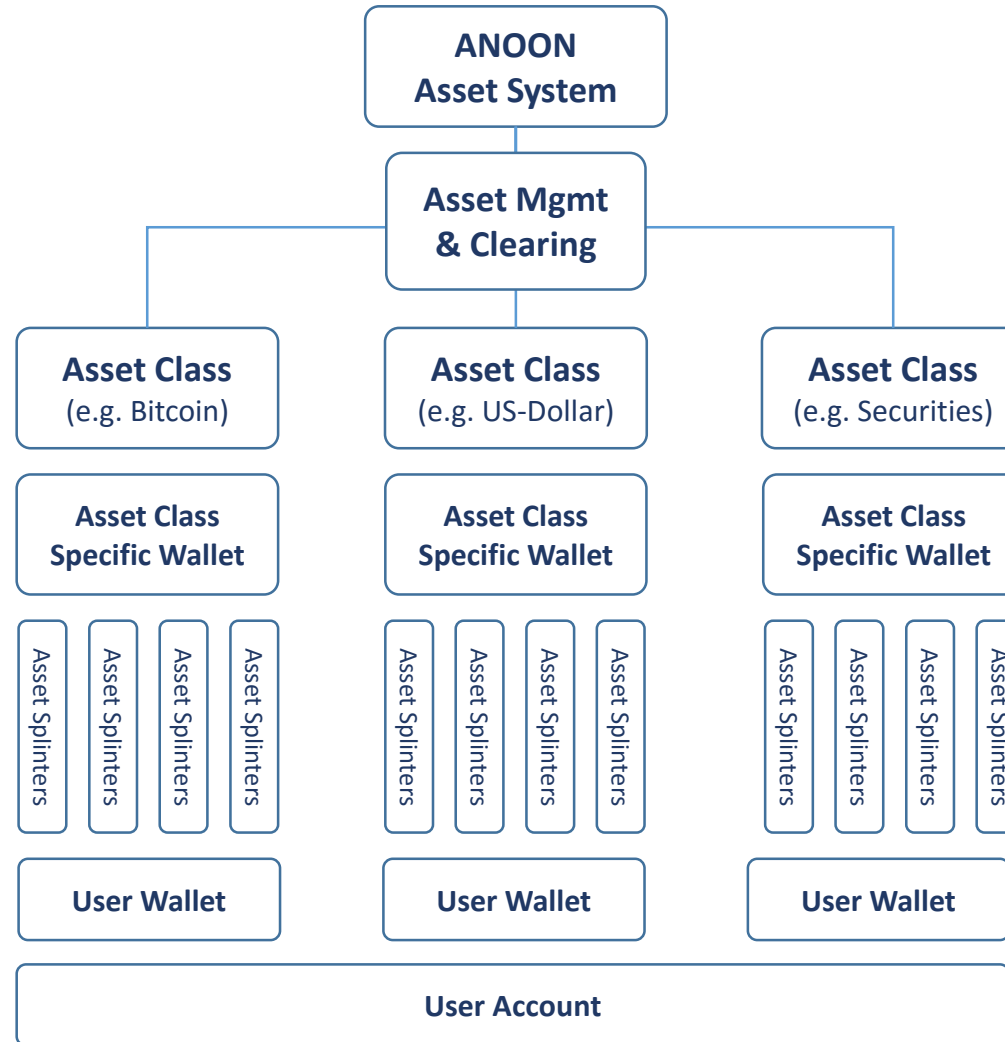 ANOON
Asset System
Asset Mgmt
& Clearing
Asset Class
(e.g. Bitcoin)
Asset Class
(e.g. US-Dollar)
Asset Class
(e.g. Securities)
Asset Class
Specific Wallet
Asset Class
Specific Wallet
Asset Class
Specific Wallet
Asset Splinters
Asset Splinters
Asset Splinters
Asset Splinters
Asset Splinters
Asset Splinters
Asset Splinters
Asset Splinters
Asset Splinters
Asset Splinters
Asset Splinters
Asset Splinters
User Wallet
User Wallet
User Wallet
User Account